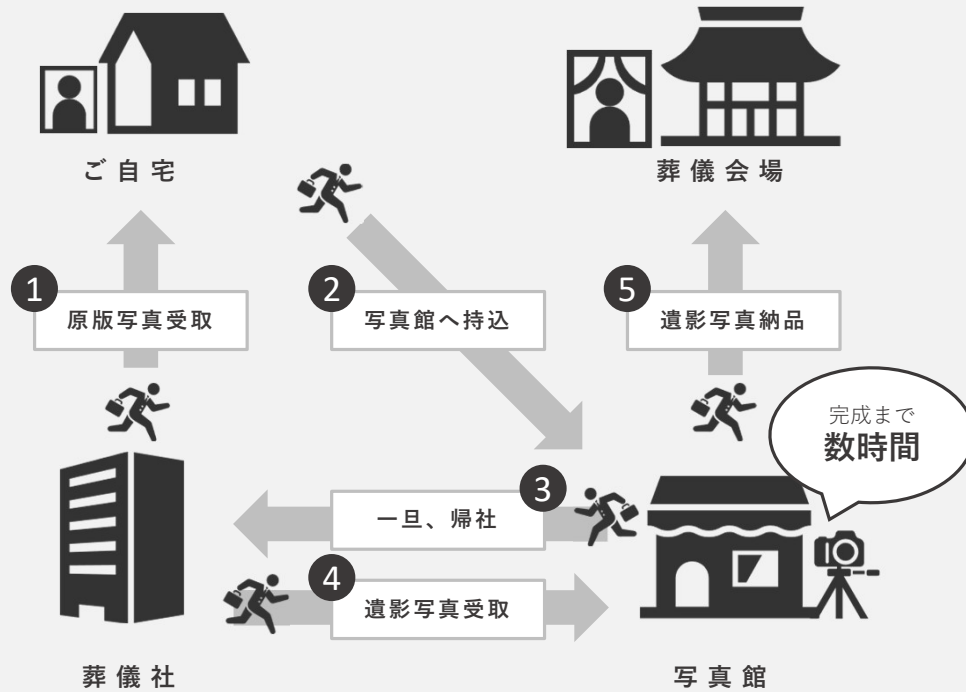 ご自宅
葬儀会場
1
原版写真受取
2
写真館へ持込
5
遺影写真納品
完成まで
数時間
3
一旦、帰社
4
遺影写真受取
葬儀社
写真館